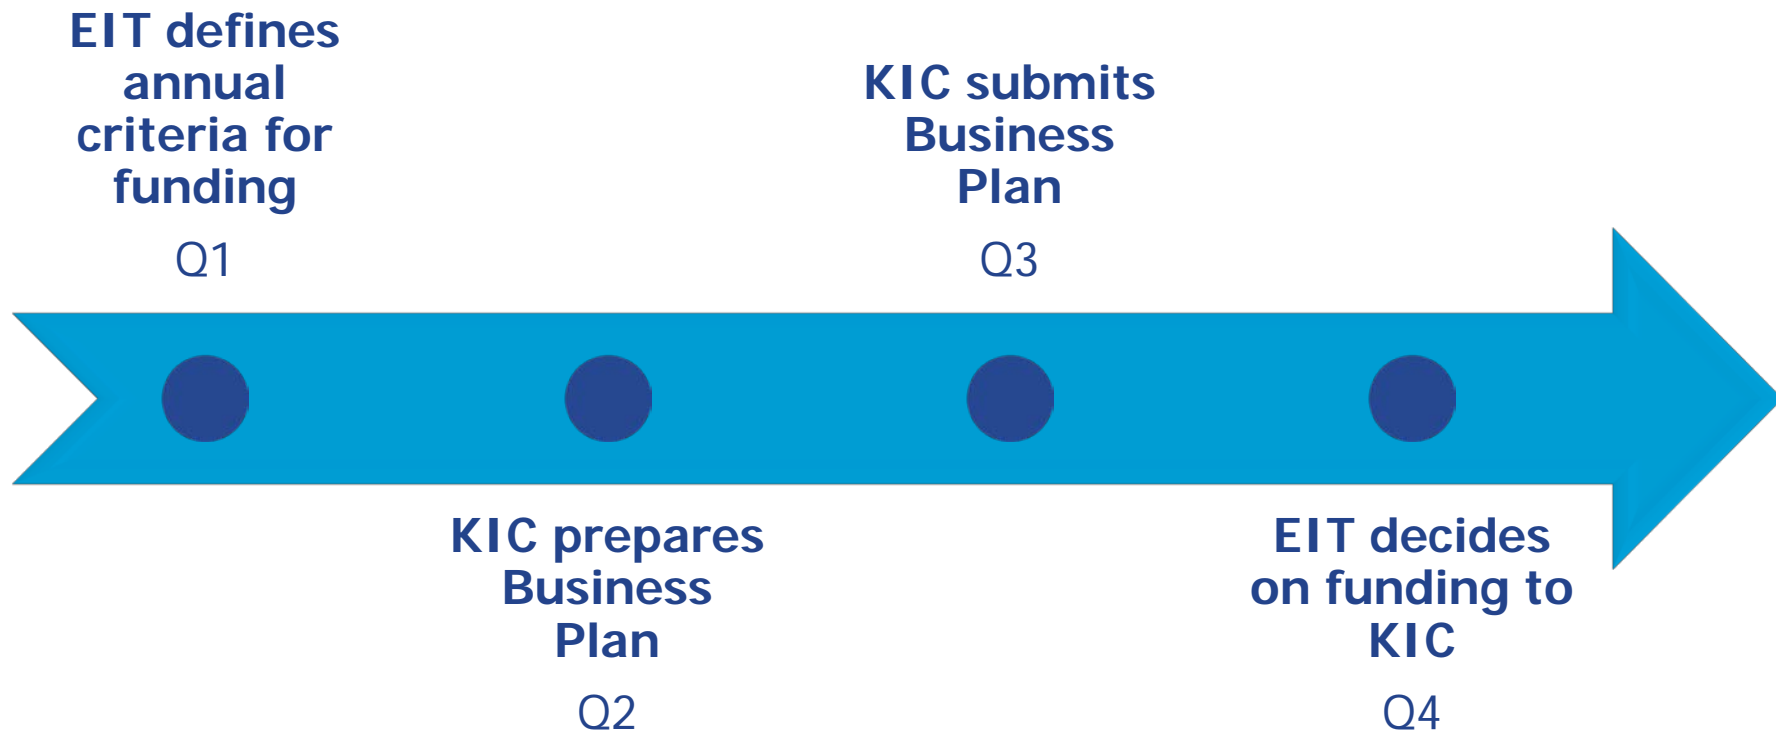 EIT defines
annual
criteria for
funding
Q1
KIC prepares
Business
Plan
Q2
KIC submits
Business
Plan
Q3
EIT decides
on funding to
KIC
Q4